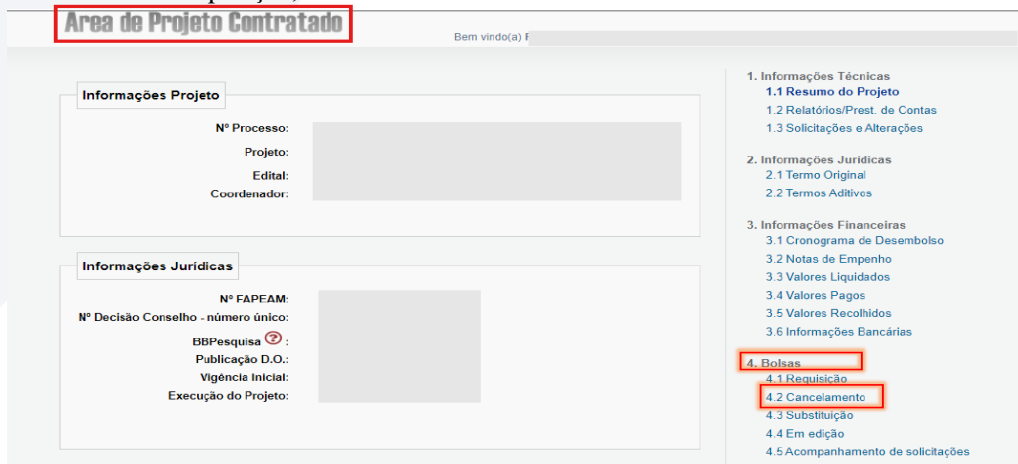 Area de Projeto Contratado
Bem vindo(a)
Informações Projeto
Nº Processo:
Projeto:
Edital:
Coordenador:
Informações Jurídicas
Nº FAPEAM:
Nº Decisão Conselho - número único:
BBPesquisa ? :
Publicação D.O.:
Vigência Inicial:
Execução do Projeto:
1. Informações Técnicas
1.1 Resumo do Projeto
1.2 Relatórios/Prest. de Contas
1.3 Solicitações e Alterações
2. Informações Jurídicas
2.1 Termo Original
2.2 Termos Aditivos
3. Informações Financeiras
3.1 Cronograma de Desembolso
3.2 Notas de Empenho
3.3 Valores Liquidados
3.4 Valores Pagos
3.5 Valores Recolhidos
3.6 Informações Bancárias
4. Bolsas
4.1 Requisição
4.2 Cancelamento
4.3 Substituição
4.4 Em edição
4.5 Acompanhamento de solicitações